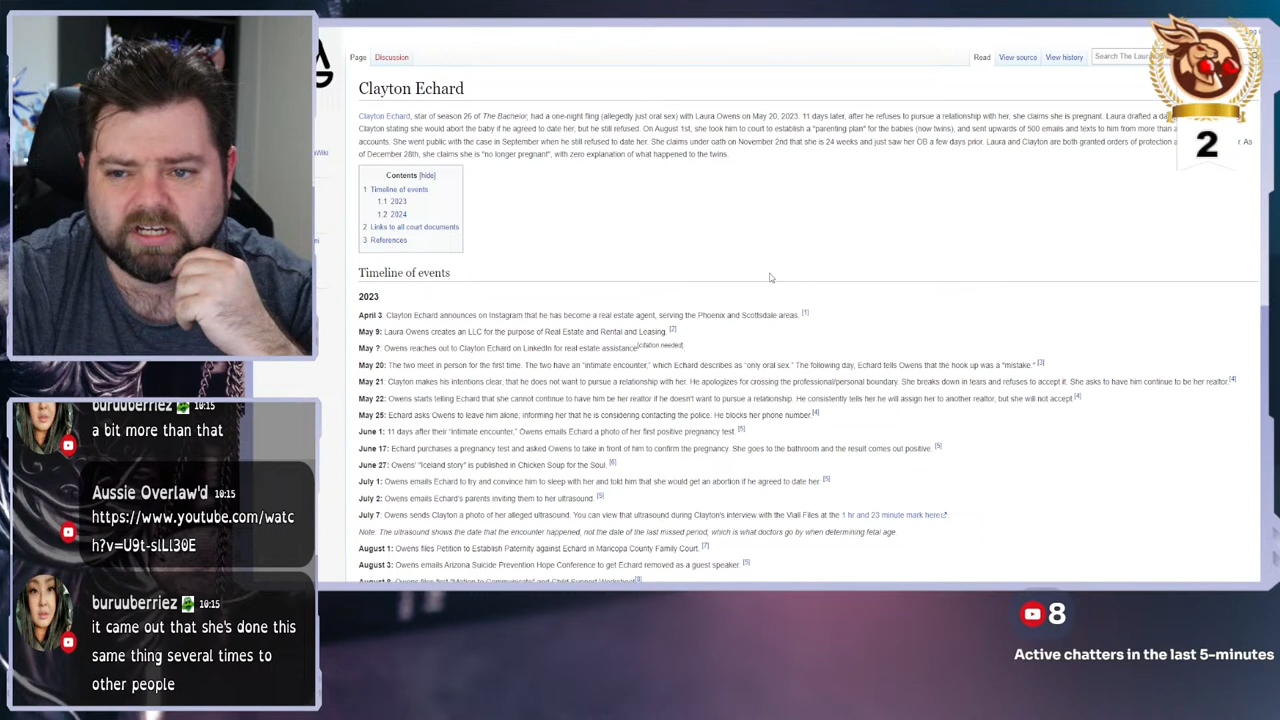 Page Discussion Read View source View history
Clayton Echard
Clayton Echard, star of season 26 of The Bachelor, had a one-night fling (allegedly just oral sex) with Laura Owens on May 20, 2023. 11 days later, after he refuses to pursue a relationship with her, she claims she is pregnant. Laura drafted a
Clayton stating she would abort the baby if he agreed to date her, but he still refused. On August 1st, she took him to court to establish a "parenting plan" for the babies (now twins), and sent upwards of 500 emails and texts to him from more than
accounts. She went public with the case in September when he still refused to date her. She claims under oath on November 2nd that she is 24 weeks and just saw her OB a few days prior. Laura and Clayton are both granted orders of protection As
of December 28th, she claims she is "no longer pregnant", with zero explanation of what happened to the twins.
2
Contents [hide]
1 Timeline of events
1.1 2023
1.2 2024
2 Links to all court documents
3 References
Timeline of events
2023
April 3: Clayton Echard announces on Instagram that he has become a real estate agent, serving the Phoenix and Scottsdale areas. [1]
May 9: Laura Owens creates an LLC for the purpose of Real Estate and Rental and Leasing. [2]
May ?: Owens reaches out to Clayton Echard on LinkedIn for real estate assistance[citation needed].
May 20: The two meet in person for the first time. The two have an "intimate encounter," which Echard describes as "only oral sex." The following day, Echard tells Owens that the hook up was a "mistake." [3]
May 21: Clayton makes his intentions clear, that he does not want to pursue a relationship with her. He apologizes for crossing the professional/personal boundary. She breaks down in tears and refuses to accept it. She asks to have him continue to be her realtor.[4]
May 22: Owens starts telling Echard that she cannot continue to have him be her realtor if he doesn't want to pursue a relationship. He consistently tells her he will assign her to another realtor, but she will not accept.[4]
May 25: Echard asks Owens to leave him alone; informing her that he is considering contacting the police. He blocks her phone number.[4]
June 1: 11 days after their "intimate encounter," Owens emails Echard a photo of her first positive pregnancy test. [5]
June 17: Echard purchases a pregnancy test and asked Owens to take in front of him to confirm the pregnancy. She goes to the bathroom and the result comes out positive. [5]
June 27: Owens' "Iceland story" is published in Chicken Soup for the Soul. [6]
July 1: Owens emails Echard to try and convince him to sleep with her and told him that she would get an abortion if he agreed to date her. [5]
July 2: Owens emails Echard's parents inviting them to her ultrasound. [5]
July 7: Owens sends Clayton a photo of her alleged ultrasound. You can view that ultrasound during Clayton's interview with the Viall Files at the 1 hr and 23 minute mark here.
Note: The ultrasound shows the date that the encounter happened, not the date of the last missed period, which is what doctors go by when determining fetal age.
August 1: Owens files Petition to Establish Paternity against Echard in Maricopa County Family Court. [7]
August 3: Owens emails Arizona Suicide Prevention Hope Conference to get Echard removed as a guest speaker. [5]
August 8: Owens files first "Motion to Communicate" and Child Support Worksheet[8]
buruuberriez 10:15
a bit more than that
Aussie Overlaw'd 10:15
https://www.youtube.com/watc
h?v=U9t-slLl30E
buruuberriez 10:15
it came out that she's done this
same thing several times to
other people
8
Active chatters in the last 5-minutes